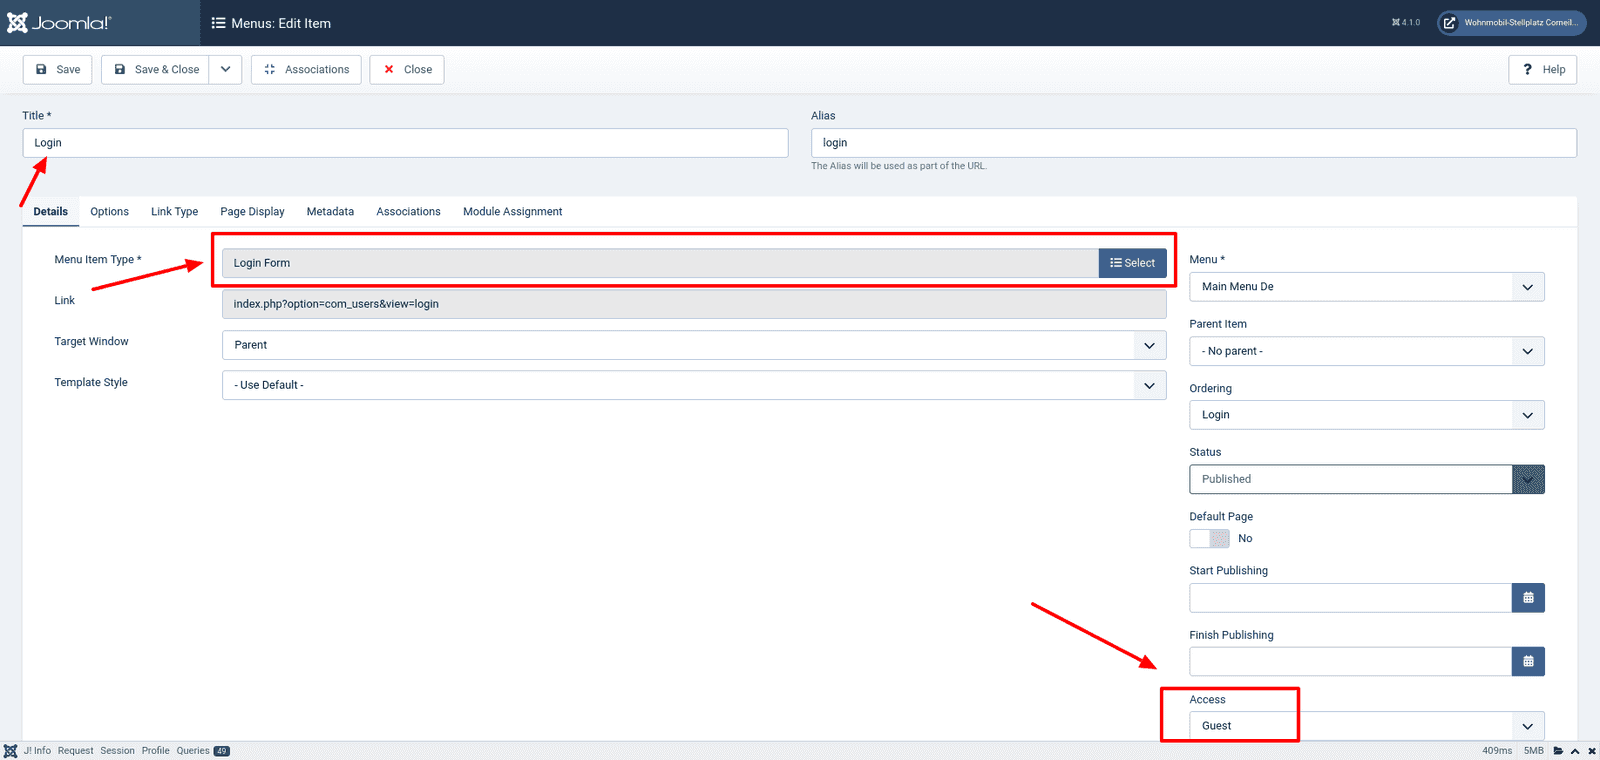 Joomla!®
Menus: Edit Item
4.1.0
Wohnmobil-Stellplatz Corneil...
Save
Save & Close
Associations
Close
? Help
Title *
Alias
Login
login
The Alias will be used as part of the URL.
Details Options Link Type Page Display Metadata Associations Module Assignment
Menu Item Type *
Login Form
Select
Link
index.php?option=com_users&view=login
Target Window
Parent
Template Style
- Use Default -
Menu *
Main Menu De
Parent Item
- No parent -
Ordering
Login
Status
Published
Default Page
No
Start Publishing
Finish Publishing
Access
Guest
J! Info Request Session Profile Queries 49
409ms 5MB